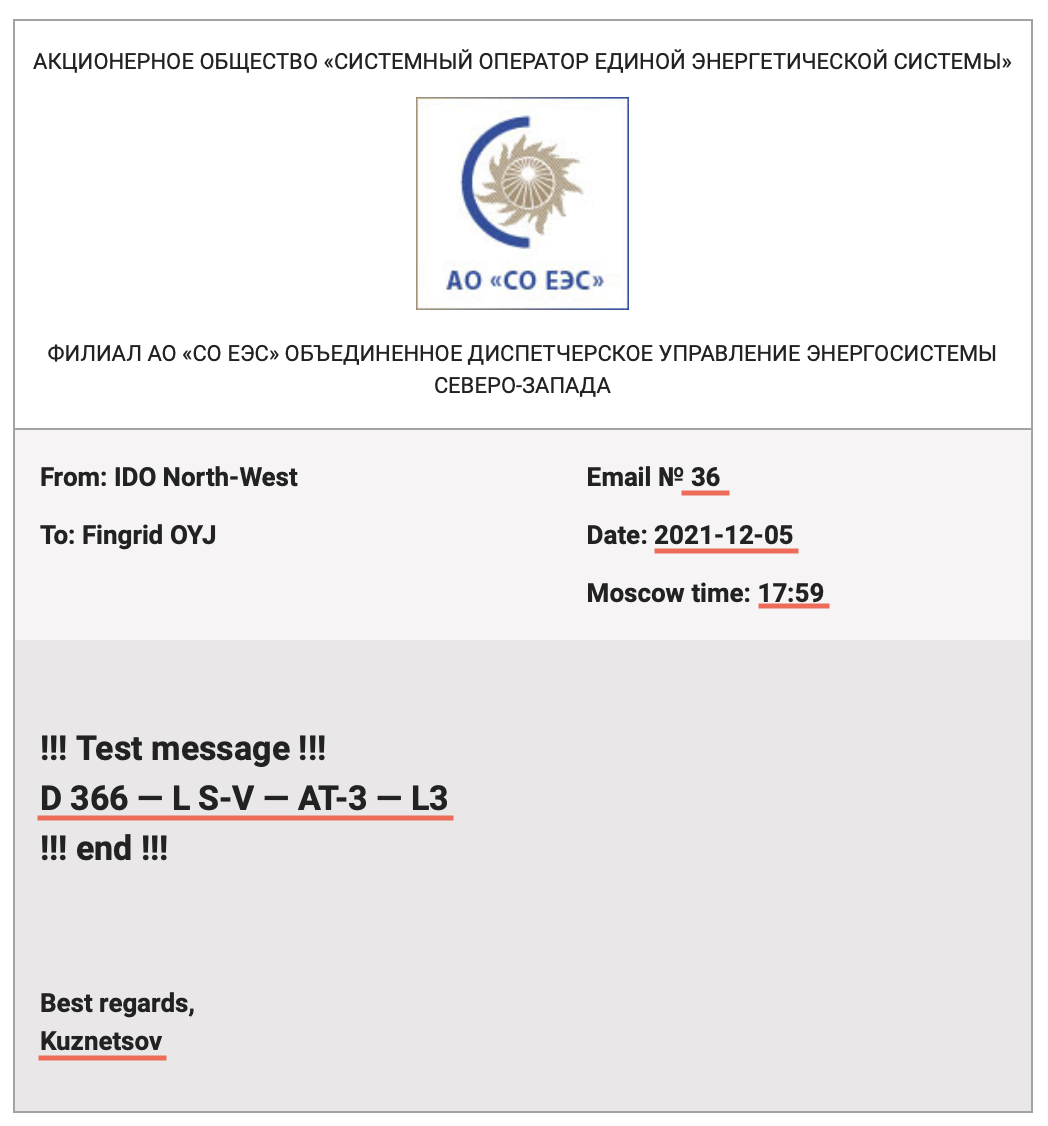 АКЦИОНЕРНОЕ ОБЩЕСТВО «СИСТЕМНЫЙ ОПЕРАТОР ЕДИНОЙ ЭНЕРГЕТИЧЕСКОЙ СИСТЕМЫ»
АО «СО ЕЭС»
ФИЛИАЛ АО «СО ЕЭС» ОБЪЕДИНЕННОЕ ДИСПЕТЧЕРСКОЕ УПРАВЛЕНИЕ ЭНЕРГОСИСТЕМЫ
СЕВЕРО-ЗАПАДА
From: IDO North-West
Email № 36
To: Fingrid OYJ
Date: 2021-12-05
Moscow time: 17:59
!!! Test message !!!
D 366 — L S-V — AT-3 — L3
!!! end !!!
Best regards,
Kuznetsov